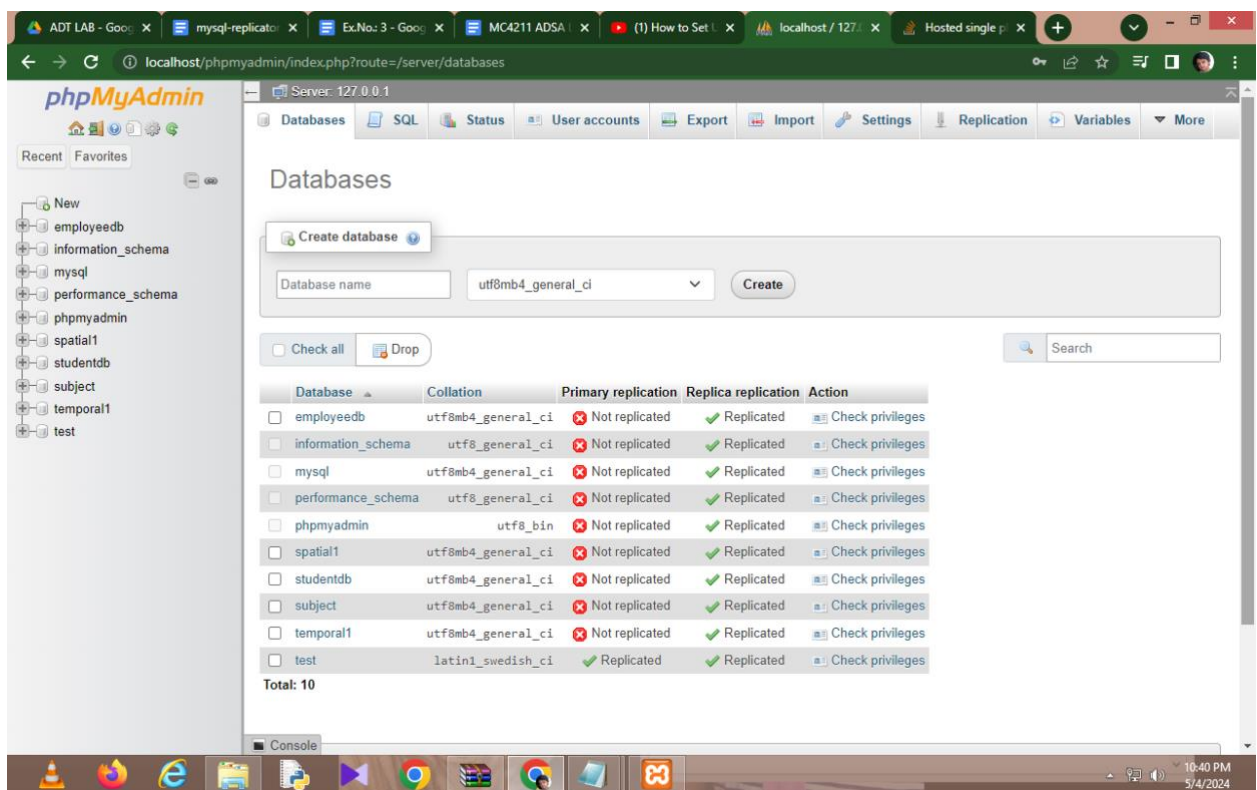 ADT LAB - Goog
mysql-replicator
Ex.No.: 3 - Goog
MC4211 ADSA L
(1) How to Set U
localhost / 127.0
Hosted single p
localhost/phpmyadmin/index.php?route=/server/databases
phpMyAdmin
Recent Favorites
New
employeedb
information_schema
mysql
performance_schema
phpmyadmin
spatial1
studentdb
subject
temporal1
test
Server: 127.0.0.1
Databases SQL Status User accounts Export Import Settings Replication Variables More
Databases
Create database
Database name utf8mb4_general_ci Create
Check all Drop Search
Database Collation Primary replication Replica replication Action
employeedb utf8mb4_general_ci Not replicated Replicated Check privileges
information_schema utf8_general_ci Not replicated Replicated Check privileges
mysql utf8mb4_general_ci Not replicated Replicated Check privileges
performance_schema utf8_general_ci Not replicated Replicated Check privileges
phpmyadmin utf8_bin Not replicated Replicated Check privileges
spatial1 utf8mb4_general_ci Not replicated Replicated Check privileges
studentdb utf8mb4_general_ci Not replicated Replicated Check privileges
subject utf8mb4_general_ci Not replicated Replicated Check privileges
temporal1 utf8mb4_general_ci Not replicated Replicated Check privileges
test latin1_swedish_ci Replicated Replicated Check privileges
Total: 10
Console
10:40 PM
5/4/2024